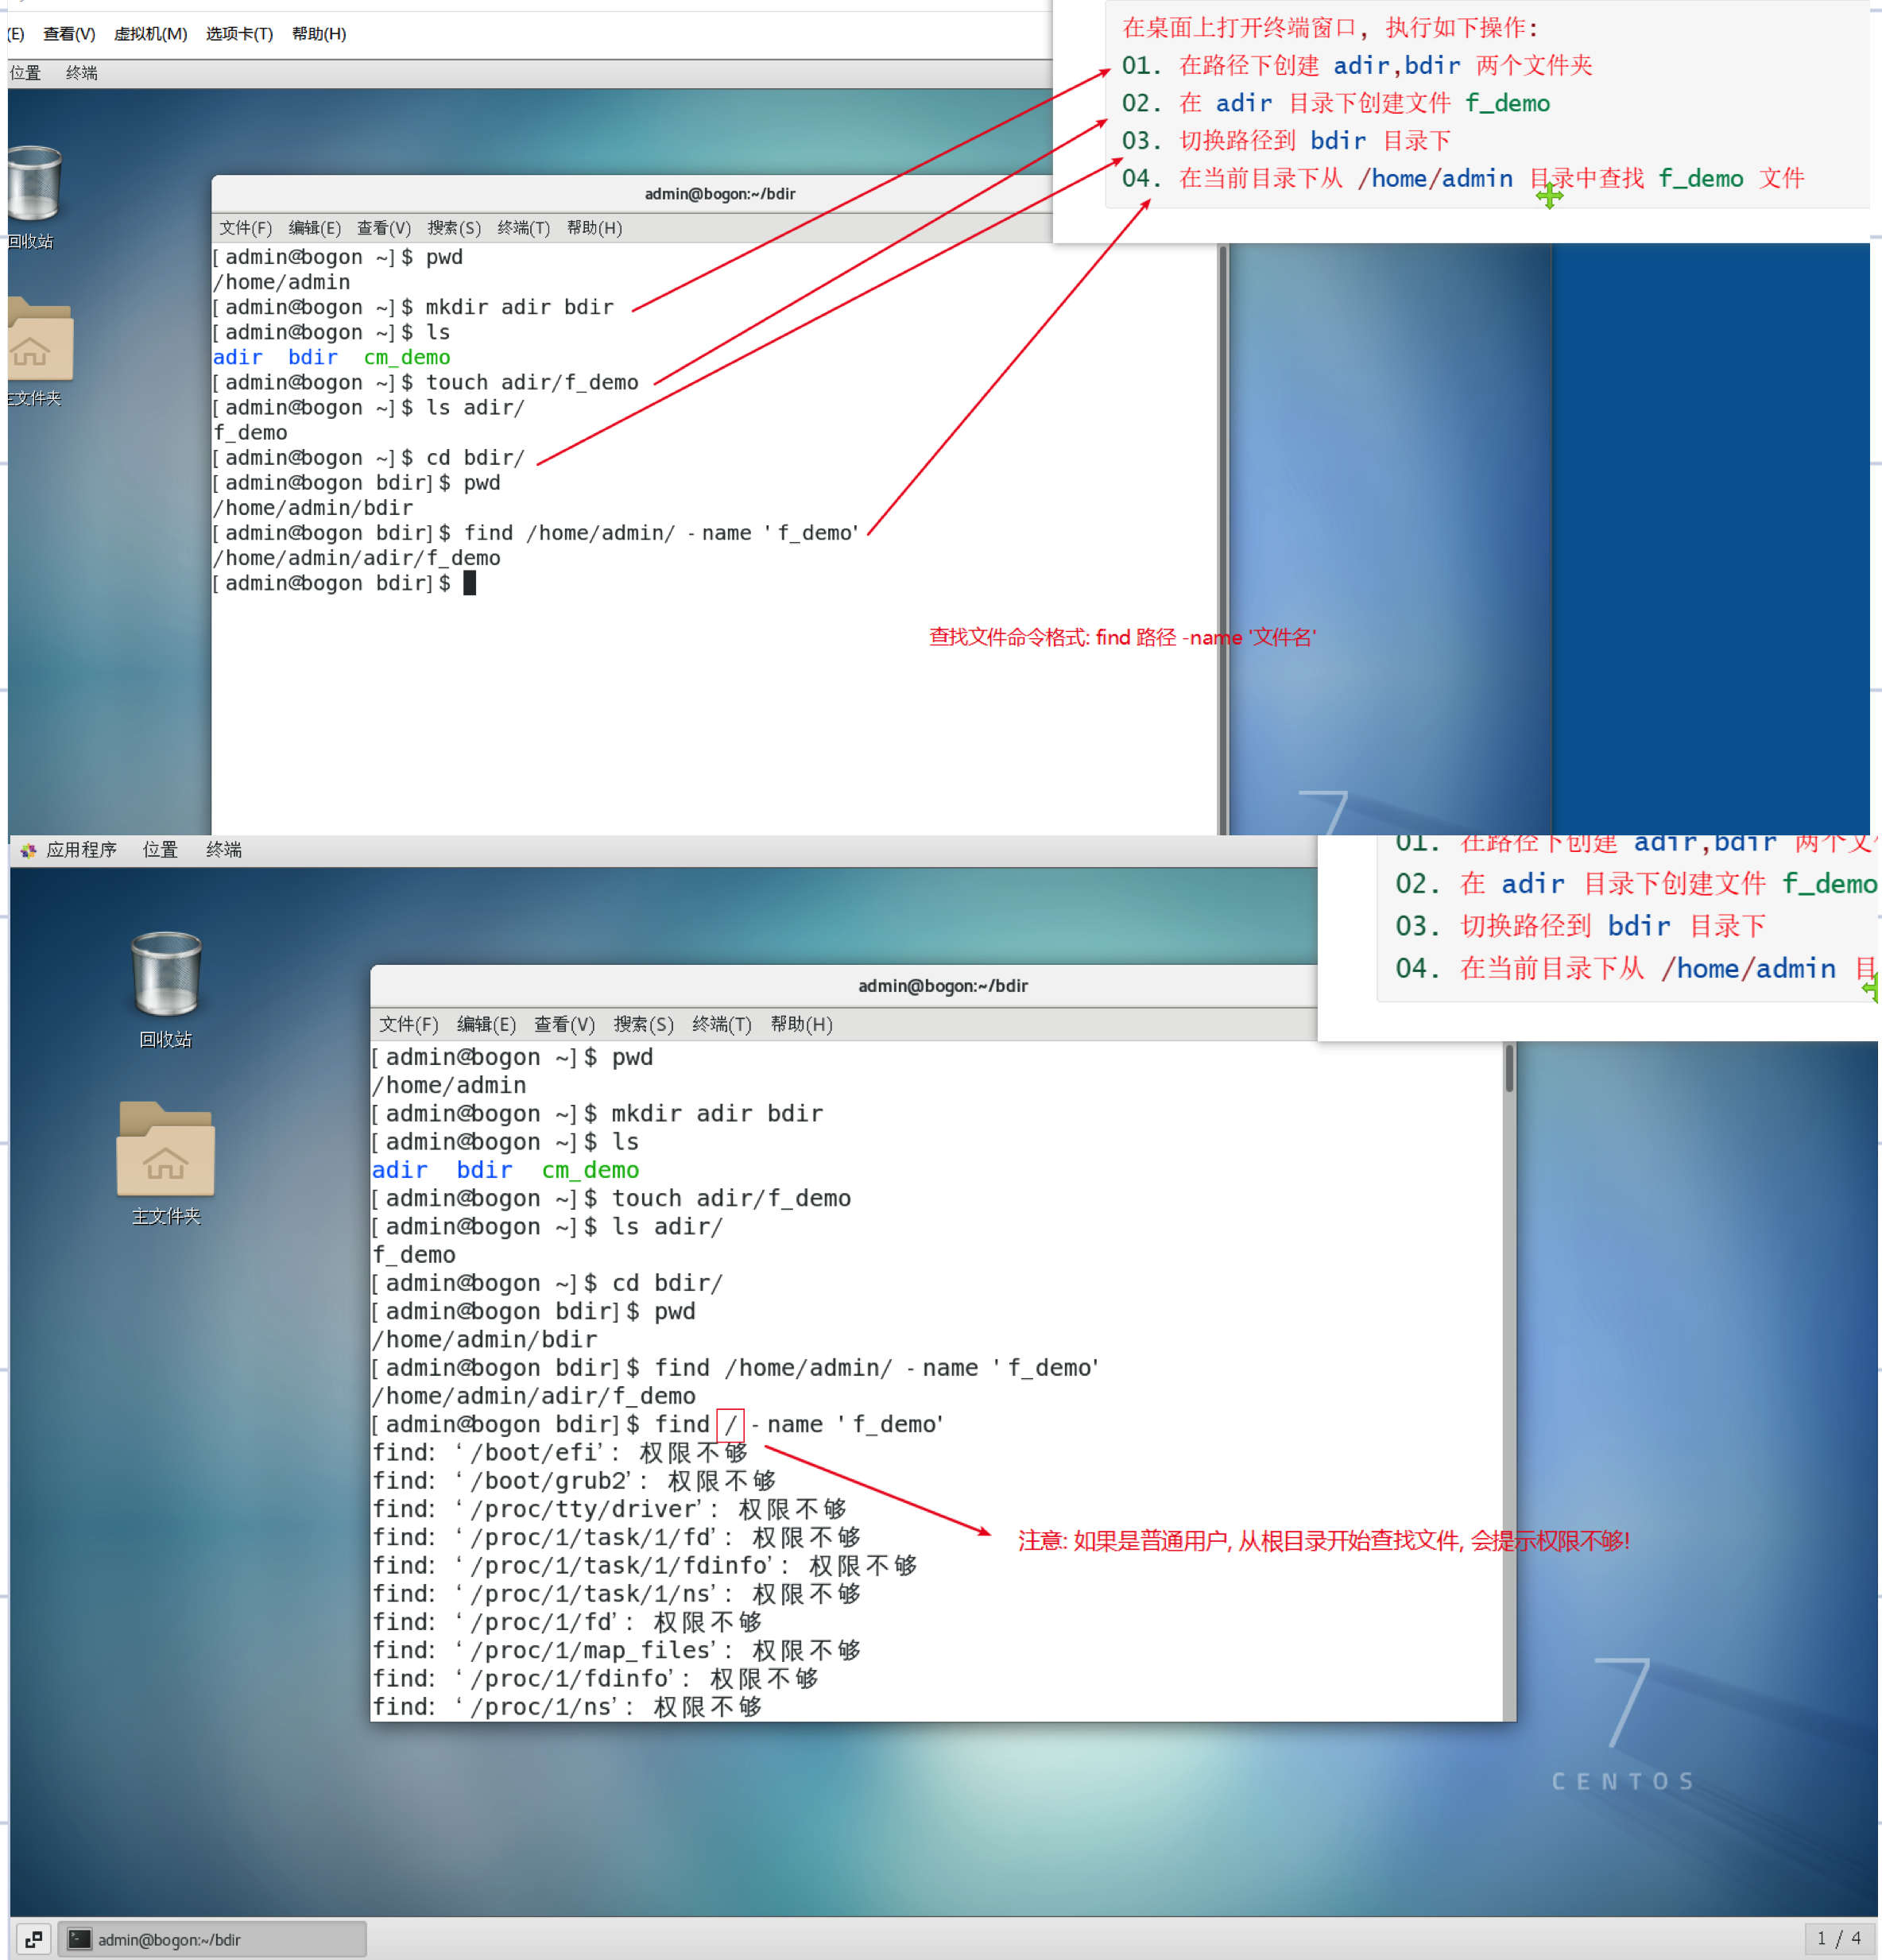 (E) 查看(V) 虚拟机(M) 选项卡(T) 帮助(H)
位置 终端
在桌面上打开终端窗口, 执行如下操作:
01. 在路径下创建 adir,bdir 两个文件夹
02. 在 adir 目录下创建文件 f_demo
03. 切换路径到 bdir 目录下
04. 在当前目录下从 /home/admin 目录中查找 f_demo 文件
回收站
主文件夹
admin@bogon:~/bdir
文件(F) 编辑(E) 查看(V) 搜索(S) 终端(T) 帮助(H)
[admin@bogon ~]$ pwd
/home/admin
[admin@bogon ~]$ mkdir adir bdir
[admin@bogon ~]$ ls
adir bdir cm_demo
[admin@bogon ~]$ touch adir/f_demo
[admin@bogon ~]$ ls adir/
f_demo
[admin@bogon ~]$ cd bdir/
[admin@bogon bdir]$ pwd
/home/admin/bdir
[admin@bogon bdir]$ find /home/admin/ -name 'f_demo'
/home/admin/adir/f_demo
[admin@bogon bdir]$
查找文件命令格式: find 路径 -name '文件名'
7
应用程序 位置 终端
01. 在路径下创建 adir,bdir 两个文
02. 在 adir 目录下创建文件 f_demo
03. 切换路径到 bdir 目录下
04. 在当前目录下从 /home/admin 目
回收站
主文件夹
admin@bogon:~/bdir
文件(F) 编辑(E) 查看(V) 搜索(S) 终端(T) 帮助(H)
[admin@bogon ~]$ pwd
/home/admin
[admin@bogon ~]$ mkdir adir bdir
[admin@bogon ~]$ ls
adir bdir cm_demo
[admin@bogon ~]$ touch adir/f_demo
[admin@bogon ~]$ ls adir/
f_demo
[admin@bogon ~]$ cd bdir/
[admin@bogon bdir]$ pwd
/home/admin/bdir
[admin@bogon bdir]$ find /home/admin/ -name 'f_demo'
/home/admin/adir/f_demo
[admin@bogon bdir]$ find / -name 'f_demo'
find: ‘/boot/efi’: 权限不够
find: ‘/boot/grub2’: 权限不够
find: ‘/proc/tty/driver’: 权限不够
find: ‘/proc/1/task/1/fd’: 权限不够
find: ‘/proc/1/task/1/fdinfo’: 权限不够
find: ‘/proc/1/task/1/ns’: 权限不够
find: ‘/proc/1/fd’: 权限不够
find: ‘/proc/1/map_files’: 权限不够
find: ‘/proc/1/fdinfo’: 权限不够
find: ‘/proc/1/ns’: 权限不够
注意: 如果是普通用户, 从根目录开始查找文件, 会提示权限不够!
7
CENTOS
admin@bogon:~/bdir
1 / 4